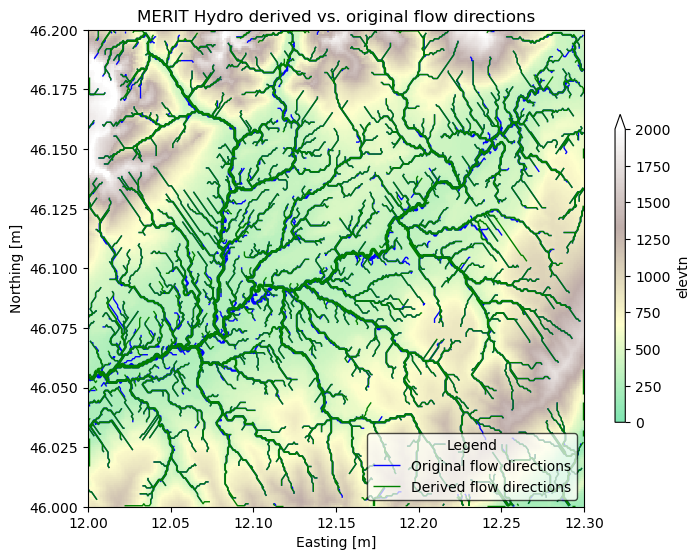 MERIT Hydro derived vs. original flow directions
46.200
46.175
46.150
46.125
46.100
46.075
46.050
46.025
46.000
Northing [m]
12.00 12.05 12.10 12.15 12.20 12.25 12.30
Easting [m]
Legend
Original flow directions
Derived flow directions
2000
1750
1500
1250
1000
750
500
250
0
elevtn